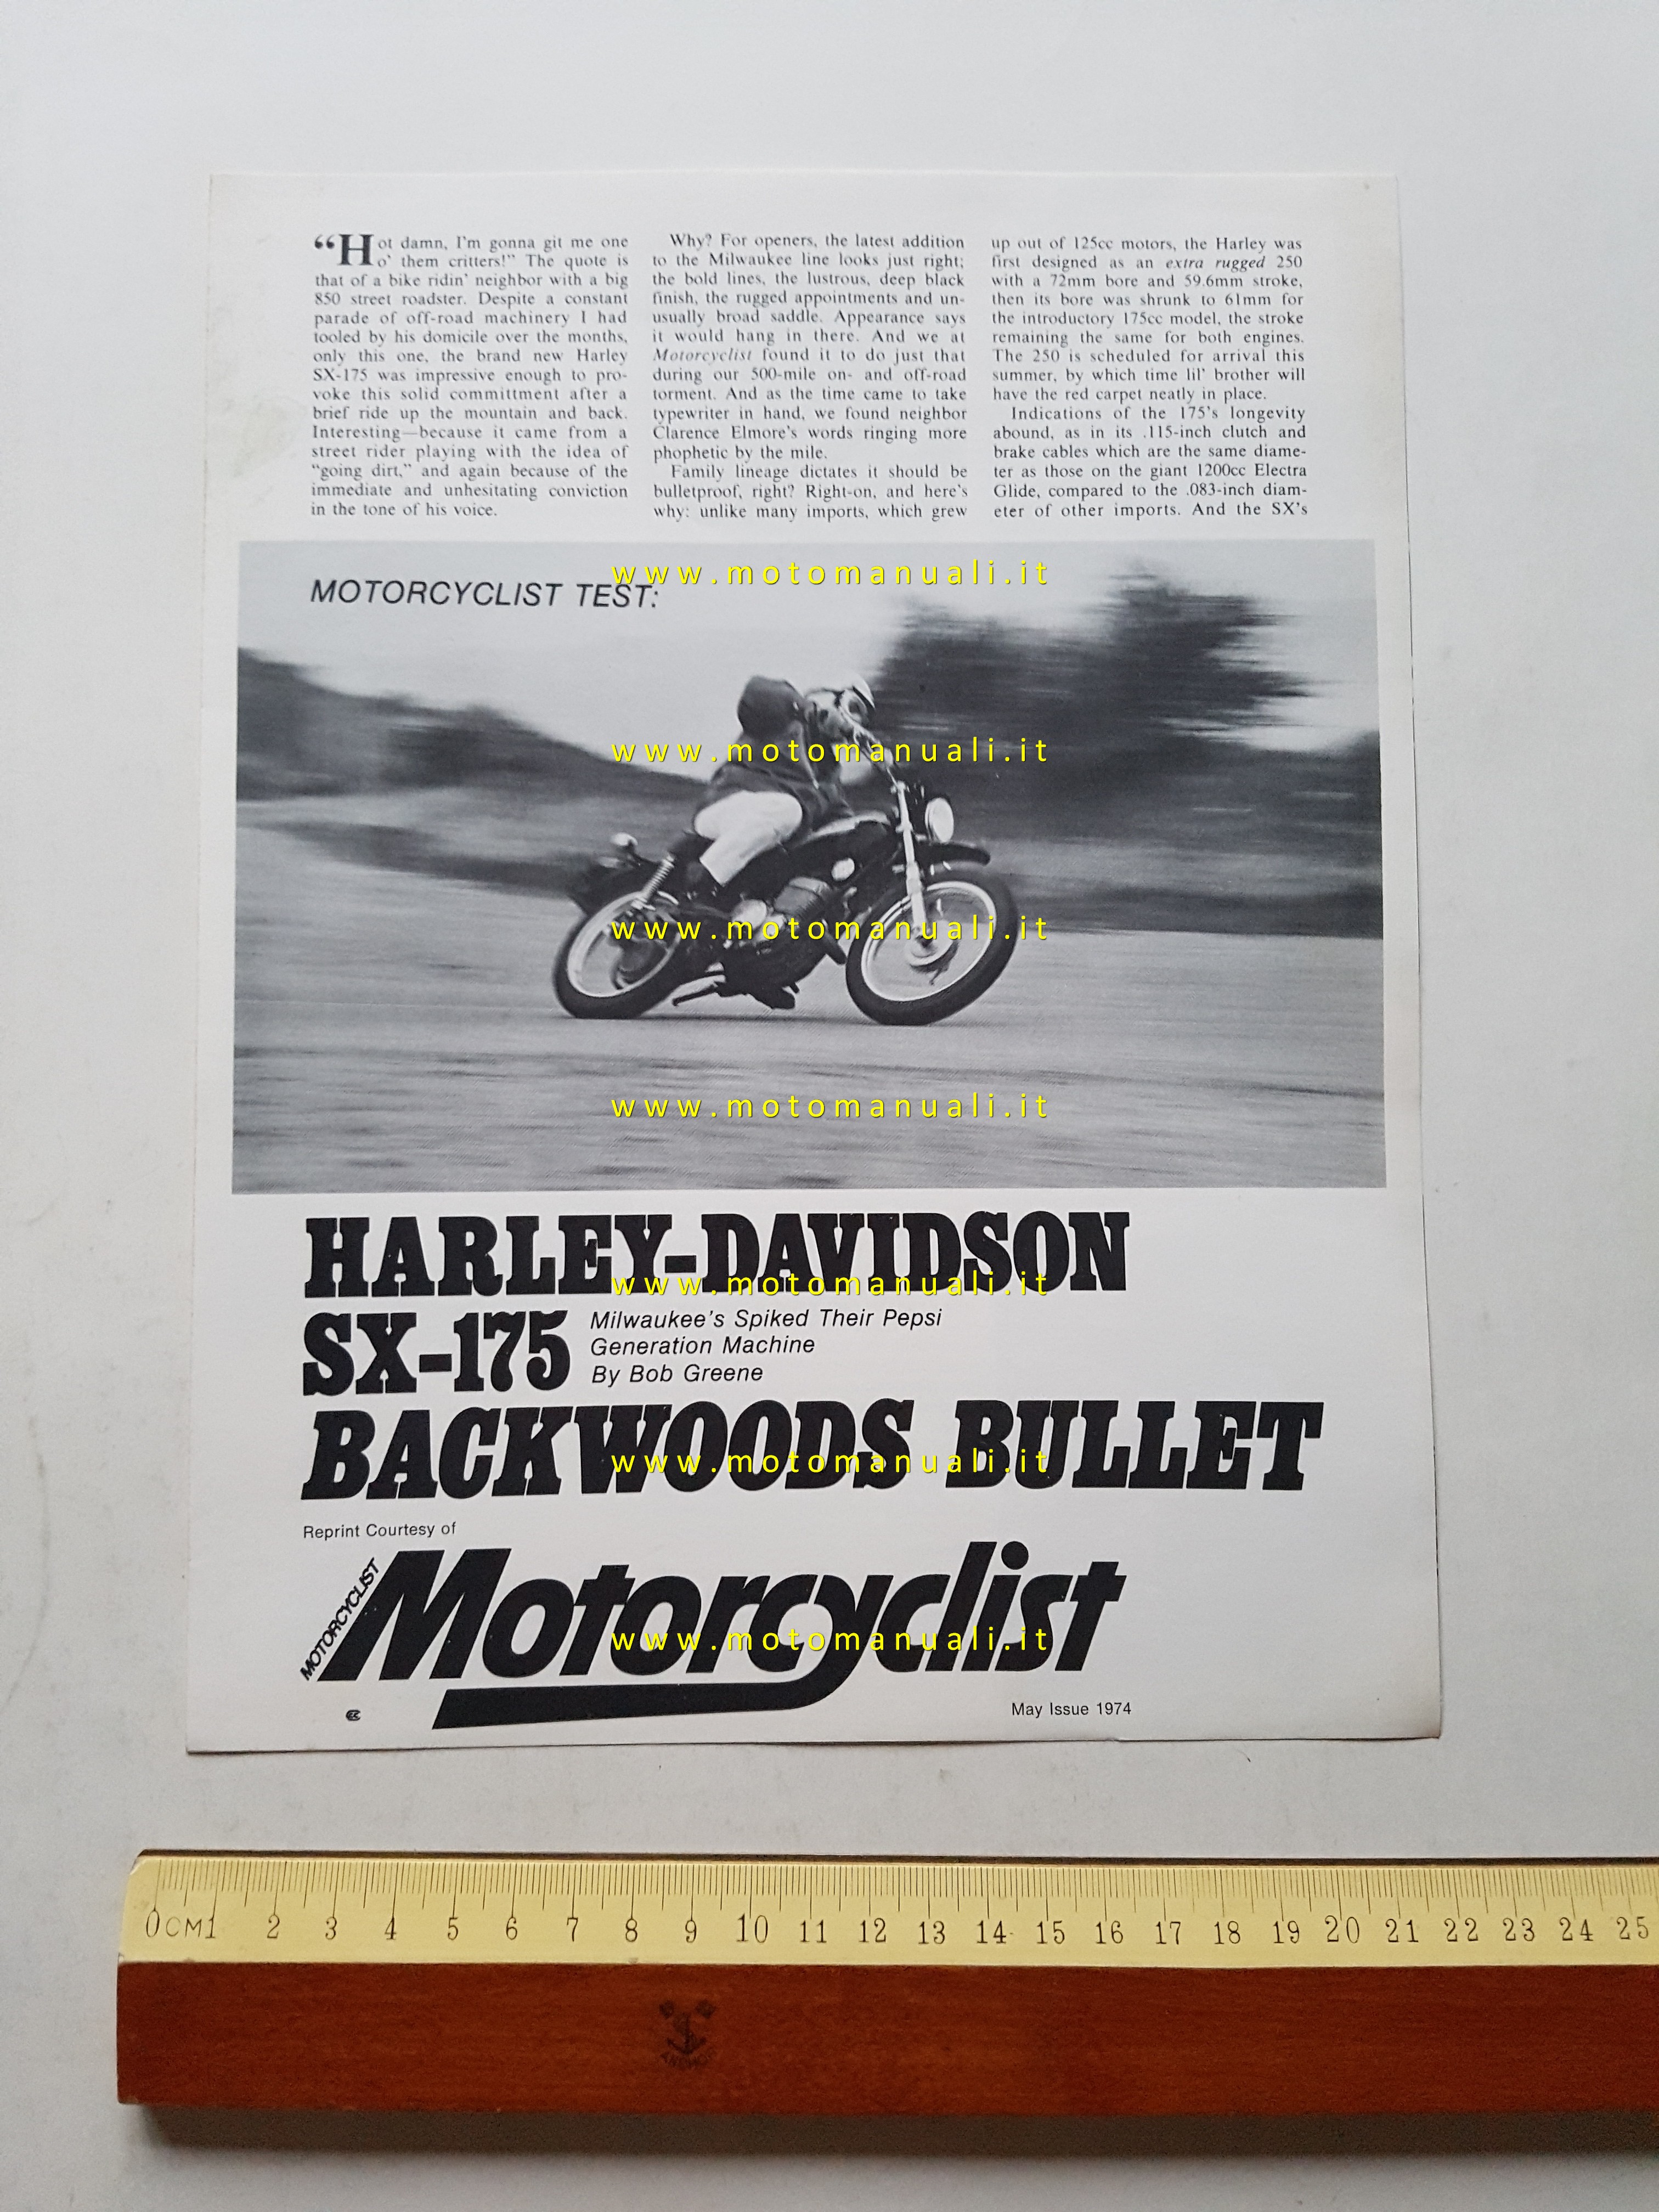 “Hot damn, I'm gonna git me one
o' them critters!” The quote is
that of a bike ridin' neighbor with a big
850 street roadster. Despite a constant
parade of off-road machinery I had
tooled by his domicile over the months,
only this one, the brand new Harley
SX-175 was impressive enough to pro-
voke this solid committment after a
brief ride up the mountain and back.
Interesting—because it came from a
street rider playing with the idea of
“going dirt,” and again because of the
immediate and unhesitating conviction
in the tone of his voice.
Why? For openers, the latest addition
to the Milwaukee line looks just right;
the bold lines, the lustrous, deep black
finish, the rugged appointments and un-
usually broad saddle. Appearance says
it would hang in there. And we at
Motorcyclist found it to do just that
during our 500-mile on- and off-road
torment. And as the time came to take
typewriter in hand, we found neighbor
Clarence Elmore's words ringing more
phophetic by the mile.
Family lineage dictates it should be
bulletproof, right? Right-on, and here's
why: unlike many imports, which grew
up out of 125cc motors, the Harley was
first designed as an extra rugged 250
with a 72mm bore and 59.6mm stroke,
then its bore was shrunk to 61mm for
the introductory 175cc model, the stroke
remaining the same for both engines.
The 250 is scheduled for arrival this
summer, by which time lil' brother will
have the red carpet neatly in place.
Indications of the 175's longevity
abound, as in its .115-inch clutch and
brake cables which are the same diame-
ter as those on the giant 1200cc Electra
Glide, compared to the .083-inch diam-
eter of other imports. And the SX's
www.motomanuali.it
MOTORCYCLIST TEST:
www.motomanuali.it
www.motomanuali.it
www.motomanuali.it
HARLEY-DAVIDSON
www.motomanuali.it
SX-175
Milwaukee's Spiked Their Pepsi
Generation Machine
By Bob Greene
BACKWOODS BULLET
www.motomanuali.it
Reprint Courtesy of
MOTORCYCLIST
Motorcyclist
www.motomanuali.it
May Issue 1974
0CM1 2 3 4 5 6 7 8 9 10 11 12 13 14 15 16 17 18 19 20 21 22 23 24 25